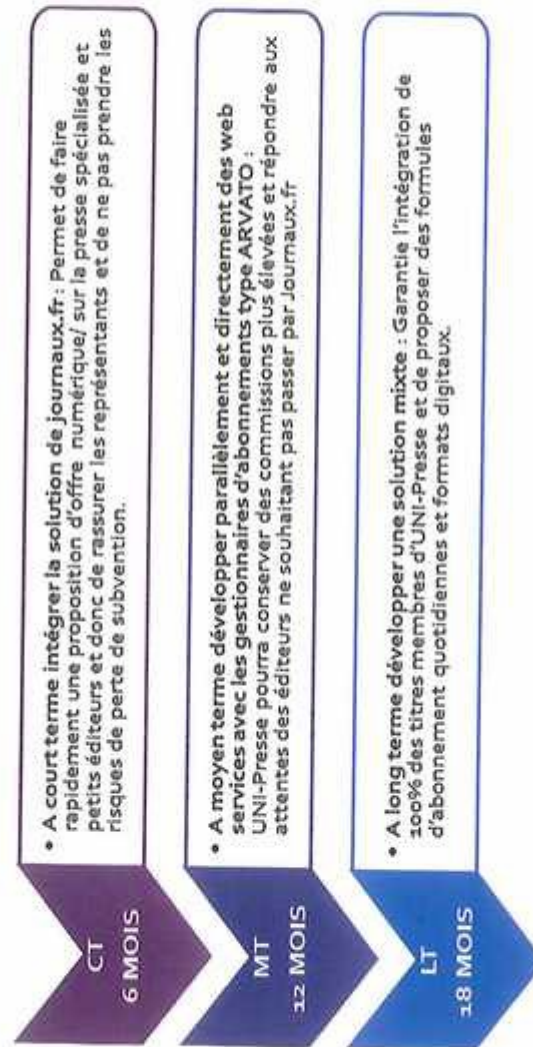 CT
6 MOIS
• A court terme intégrer la solution de journaux.fr : Permet de faire
rapidement une proposition d'offre numérique/ sur la presse spécialisée et
petits éditeurs et donc de rassurer les représentants et de ne pas prendre les
risques de perte de subvention.
MT
12 MOIS
• A moyen terme développer parallèlement et directement des web
services avec les gestionnaires d'abonnements type ARVATO :
UNI-Presse pourra conserver des commissions plus élevées et répondre aux
attentes des éditeurs ne souhaitant pas passer par Journaux.fr
LT
18 MOIS
• A long terme développer une solution mixte : Garantie l'intégration de
100% des titres membres d'UNI-Presse et de proposer des formules
d'abonnement quotidiennes et formats digitaux.